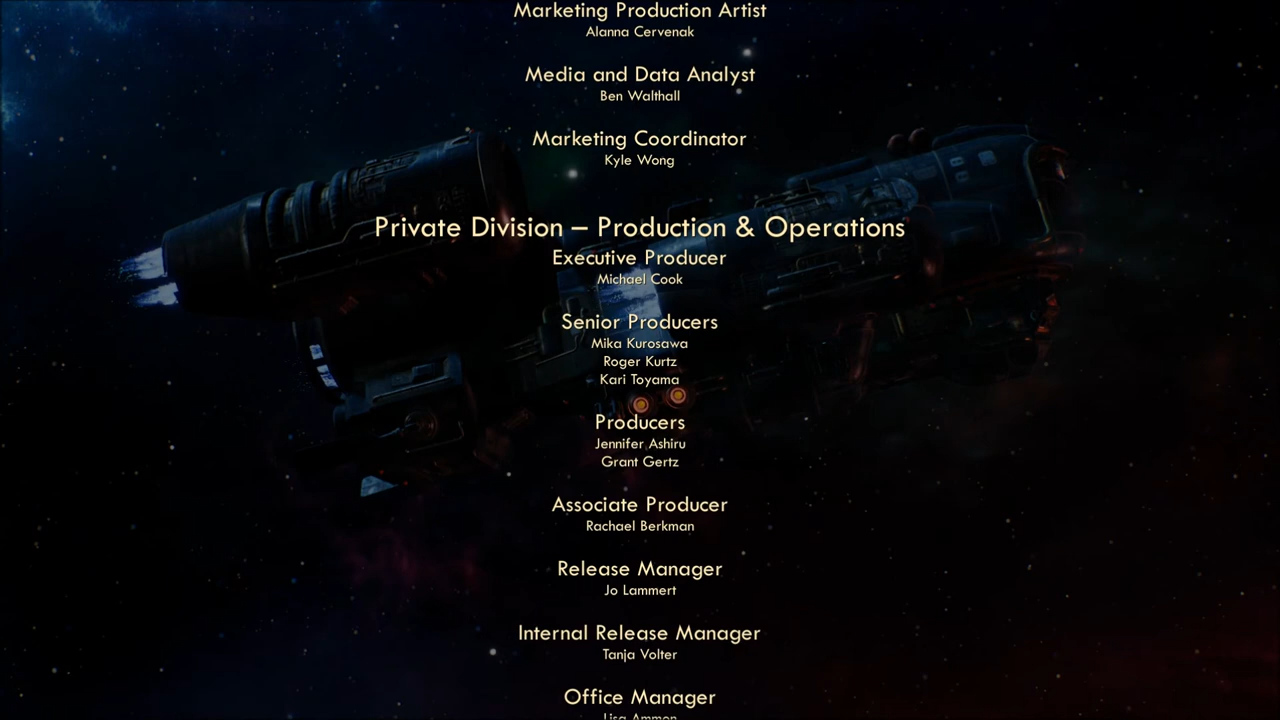 Marketing Production Artist
Alanna Cervenak
Media and Data Analyst
Ben Walthall
Marketing Coordinator
Kyle Wong
Private Division – Production & Operations
Executive Producer
Michael Cook
Senior Producers
Mika Kurosawa
Roger Kurtz
Kari Toyama
Producers
Jennifer Ashiru
Grant Gertz
Associate Producer
Rachael Berkman
Release Manager
Jo Lammert
Internal Release Manager
Tanja Volter
Office Manager
Lisa Ammon